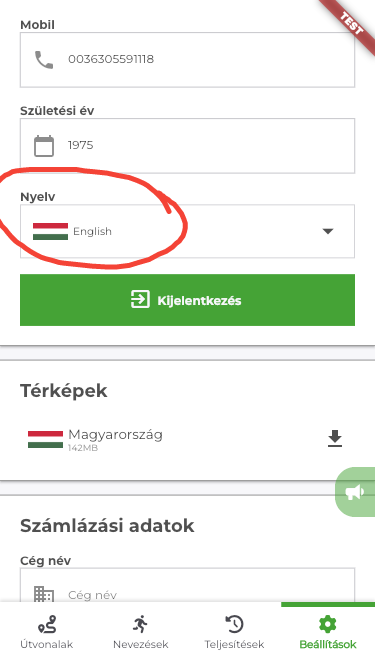 TEST
Mobil
0036305591118
Születési év
1975
Nyelv
English
Kijelentkezés
Térképek
Magyarország
142MB
Számlázási adatok
Cég név
Cég név
Útvonalak
Nevezések
Teljesítések
Beállítások